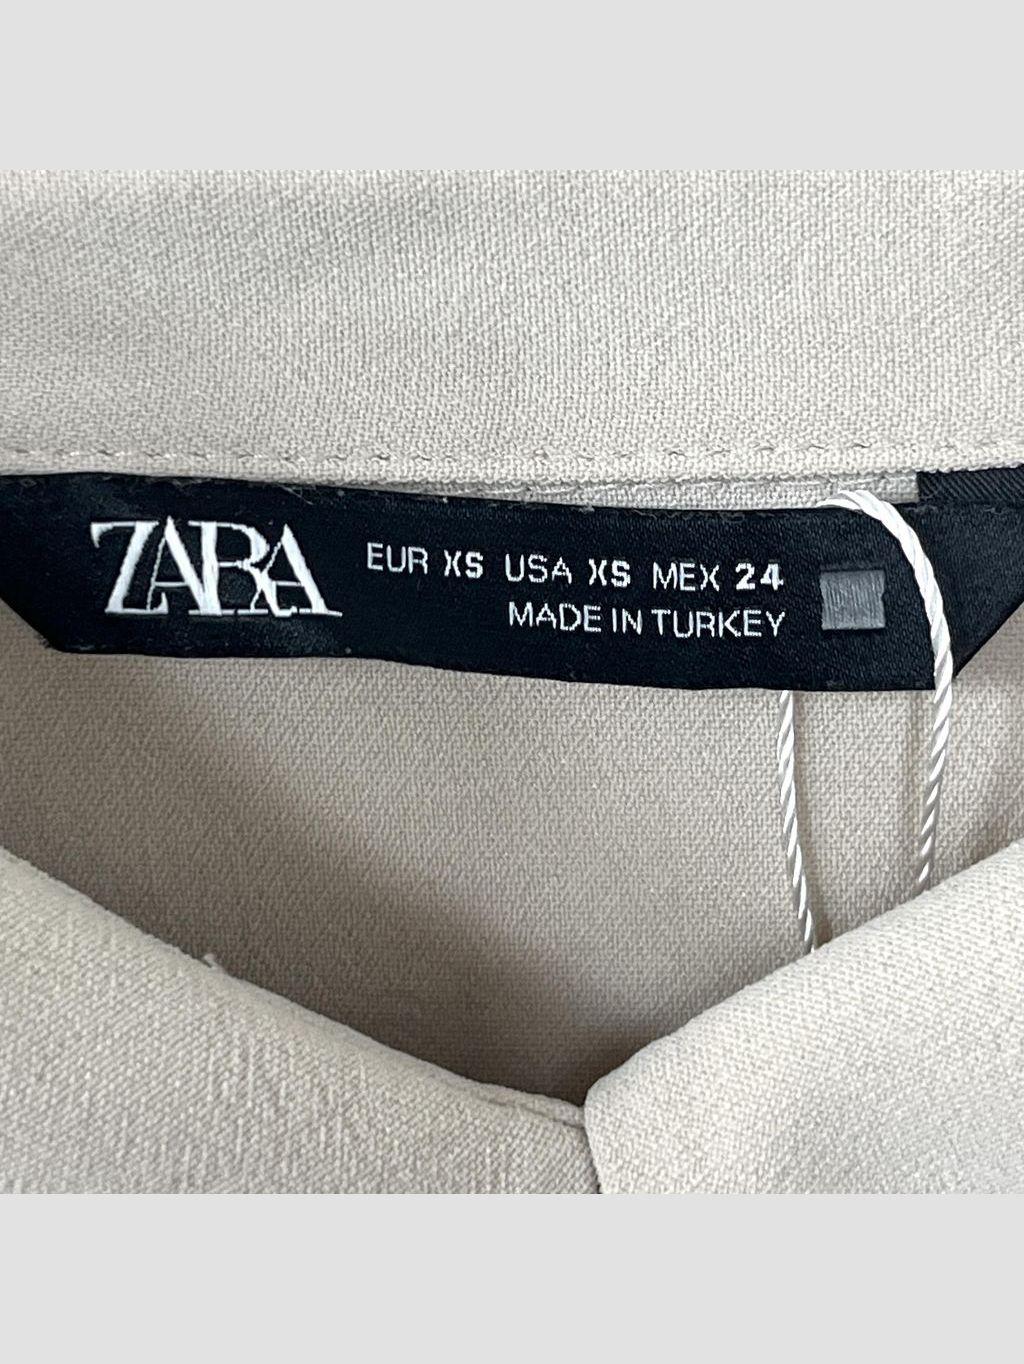 ZARA
EUR XS USA XS MEX 24
MADE IN TURKEY